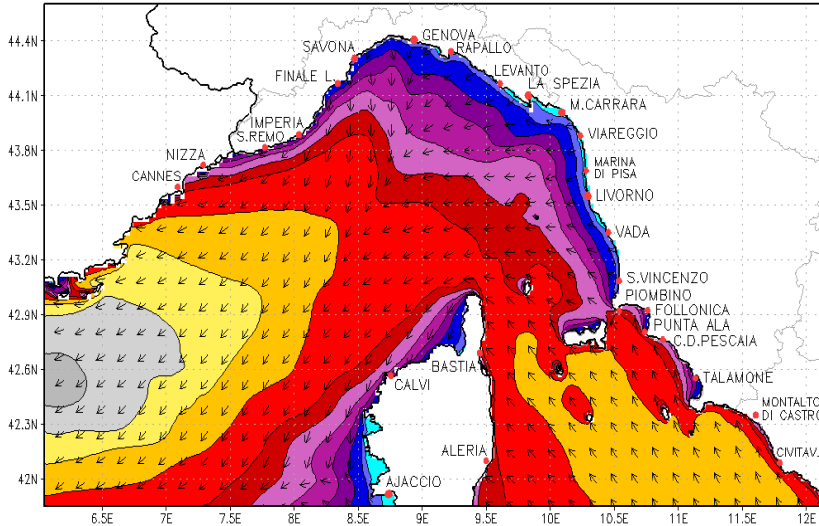 44.4N
44.1N
43.8N
43.5N
43.2N
42.9N
42.6N
42.3N
42N
GENOVA
SAVONA
RAPALLO
FINALE L.
LEVANTO
LA SPEZIA
M.CARRARA
IMPERIA
S.REMO
VIAREGGIO
NIZZA
MARINA
DI PISA
CANNES
LIVORNO
VADA
S.VINCENZO
PIOMBINO
FOLLONICA
PUNTA ALA
C.D.PESCAIA
BASTIA
CALVI
TALAMONE
MONTALTO
DI CASTRO
ALERIA
CIVITAV.
AJACCIO
6.5E
7E
7.5E
8E
8.5E
9E
9.5E
10E
10.5E
11E
11.5E
12E